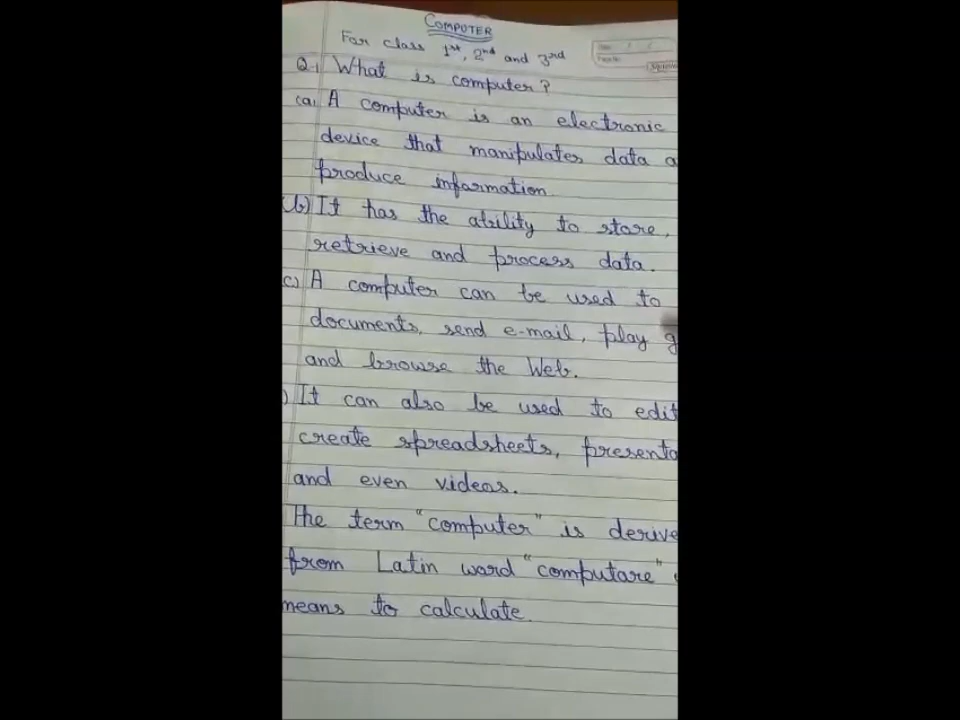 COMPUTER
For class 1st, 2nd and 3rd
Q.1 What is computer?
(a) A computer is an electronic
device that manipulates data
produce information
(b) It has the ability to store,
retrieve and process data.
c) A computer can be used to
documents, send e-mail, play
and browse the Web.
) It can also be used to edit
create spreadsheets, presenta
and even videos.
The term "computer" is derive
from Latin word "computare"
means to calculate.